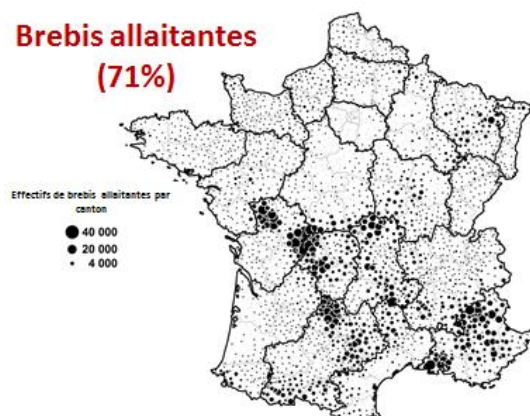 Brebis allaitantes
(71%)
Effectifs de brebis allaitantes par
canton
40 000
20 000
4 000